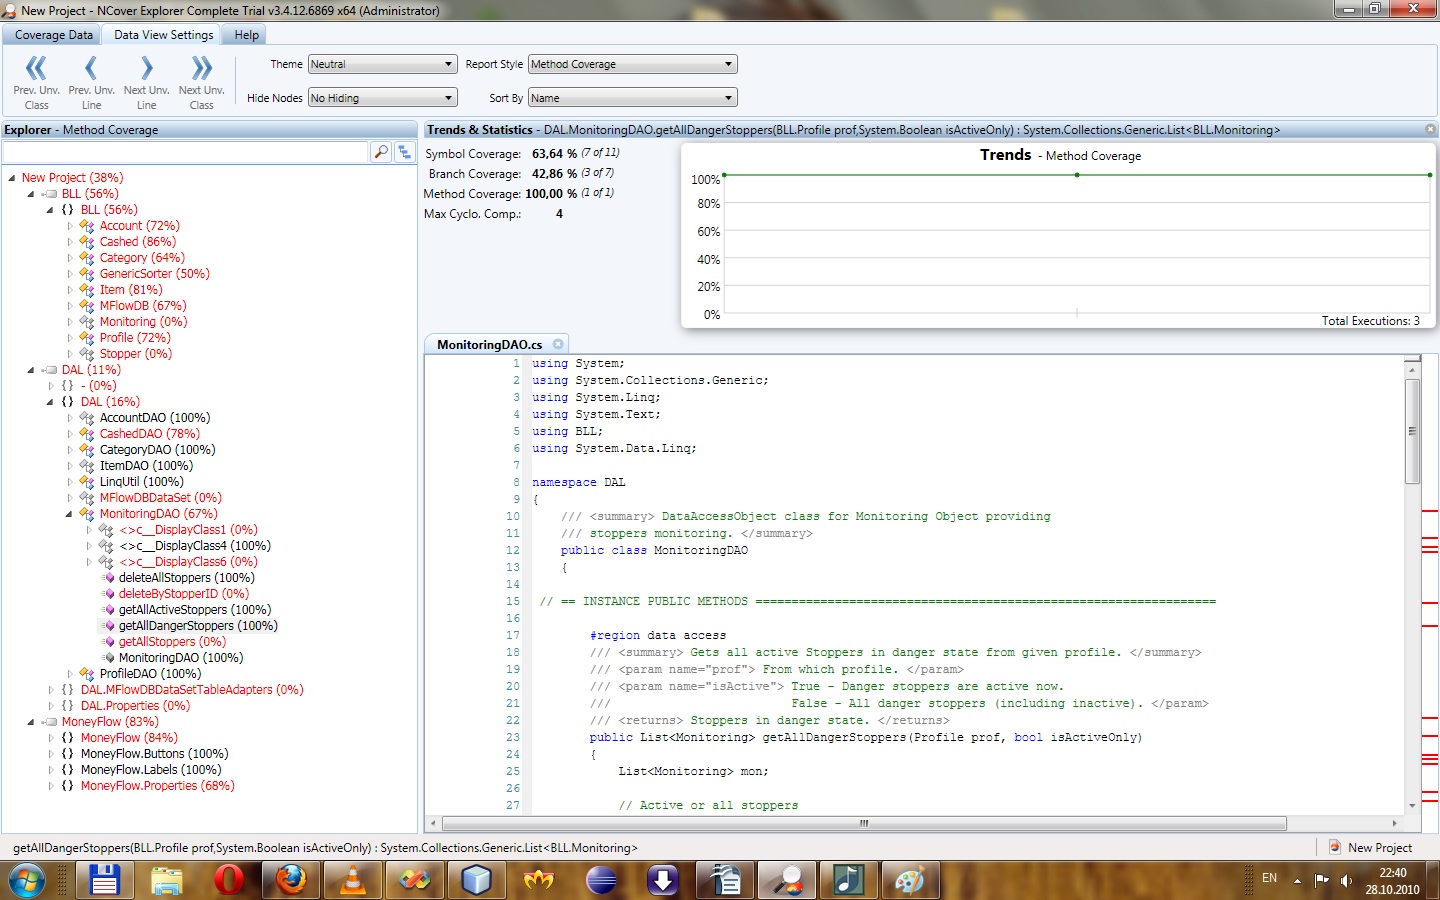 New Project - NCover Explorer Complete Trial v3.4.12.6869 x64 (Administrator)
Coverage Data
Data View Settings
Help
Prev. Unv. Class
Prev. Unv. Line
Next Unv. Line
Next Unv. Class
Theme Neutral
Report Style Method Coverage
Hide Nodes No Hiding
Sort By Name
Explorer - Method Coverage
New Project (38%)
BLL (56%)
{} BLL (56%)
Account (72%)
Cashed (86%)
Category (64%)
GenericSorter (50%)
Item (81%)
MFlowDB (67%)
Monitoring (0%)
Profile (72%)
Stopper (0%)
DAL (11%)
{} - (0%)
{} DAL (16%)
AccountDAO (100%)
CashedDAO (78%)
CategoryDAO (100%)
ItemDAO (100%)
LinqUtil (100%)
MFlowDBDataSet (0%)
MonitoringDAO (67%)
<>c__DisplayClass1 (0%)
<>c__DisplayClass4 (100%)
<>c__DisplayClass6 (0%)
deleteAllStoppers (100%)
deleteByStopperID (0%)
getAllActiveStoppers (100%)
getAllDangerStoppers (100%)
getAllStoppers (0%)
MonitoringDAO (100%)
ProfileDAO (100%)
{} DAL.MFlowDBDataSetTableAdapters (0%)
{} DAL.Properties (0%)
MoneyFlow (83%)
{} MoneyFlow (84%)
{} MoneyFlow.Buttons (100%)
{} MoneyFlow.Labels (100%)
{} MoneyFlow.Properties (68%)
Trends & Statistics - DAL.MonitoringDAO.getAllDangerStoppers(BLL.Profile prof,System.Boolean isActiveOnly) : System.Collections.Generic.List<BLL.Monitoring>
Symbol Coverage: 63,64 % (7 of 11)
Branch Coverage: 42,86 % (3 of 7)
Method Coverage: 100,00 % (1 of 1)
Max Cyclo. Comp.: 4
Trends - Method Coverage
100%
80%
60%
40%
20%
0%
Total Executions: 3
MonitoringDAO.cs
1 using System;
2 using System.Collections.Generic;
3 using System.Linq;
4 using System.Text;
5 using BLL;
6 using System.Data.Linq;
7
8 namespace DAL
9 {
10 /// <summary> DataAccessObject class for Monitoring Object providing
11 /// stoppers monitoring. </summary>
12 public class MonitoringDAO
13 {
14
15 // == INSTANCE PUBLIC METHODS ================================================================
16
17 #region data access
18 /// <summary> Gets all active Stoppers in danger state from given profile. </summary>
19 /// <param name="prof"> From which profile. </param>
20 /// <param name="isActive"> True - Danger stoppers are active now.
21 /// False - All danger stoppers (including inactive). </param>
22 /// <returns> Stoppers in danger state. </returns>
23 public List<Monitoring> getAllDangerStoppers(Profile prof, bool isActiveOnly)
24 {
25 List<Monitoring> mon;
26
27 // Active or all stoppers
getAllDangerStoppers(BLL.Profile prof,System.Boolean isActiveOnly) : System.Collections.Generic.List<BLL.Monitoring>
New Project
EN
22:40
28.10.2010